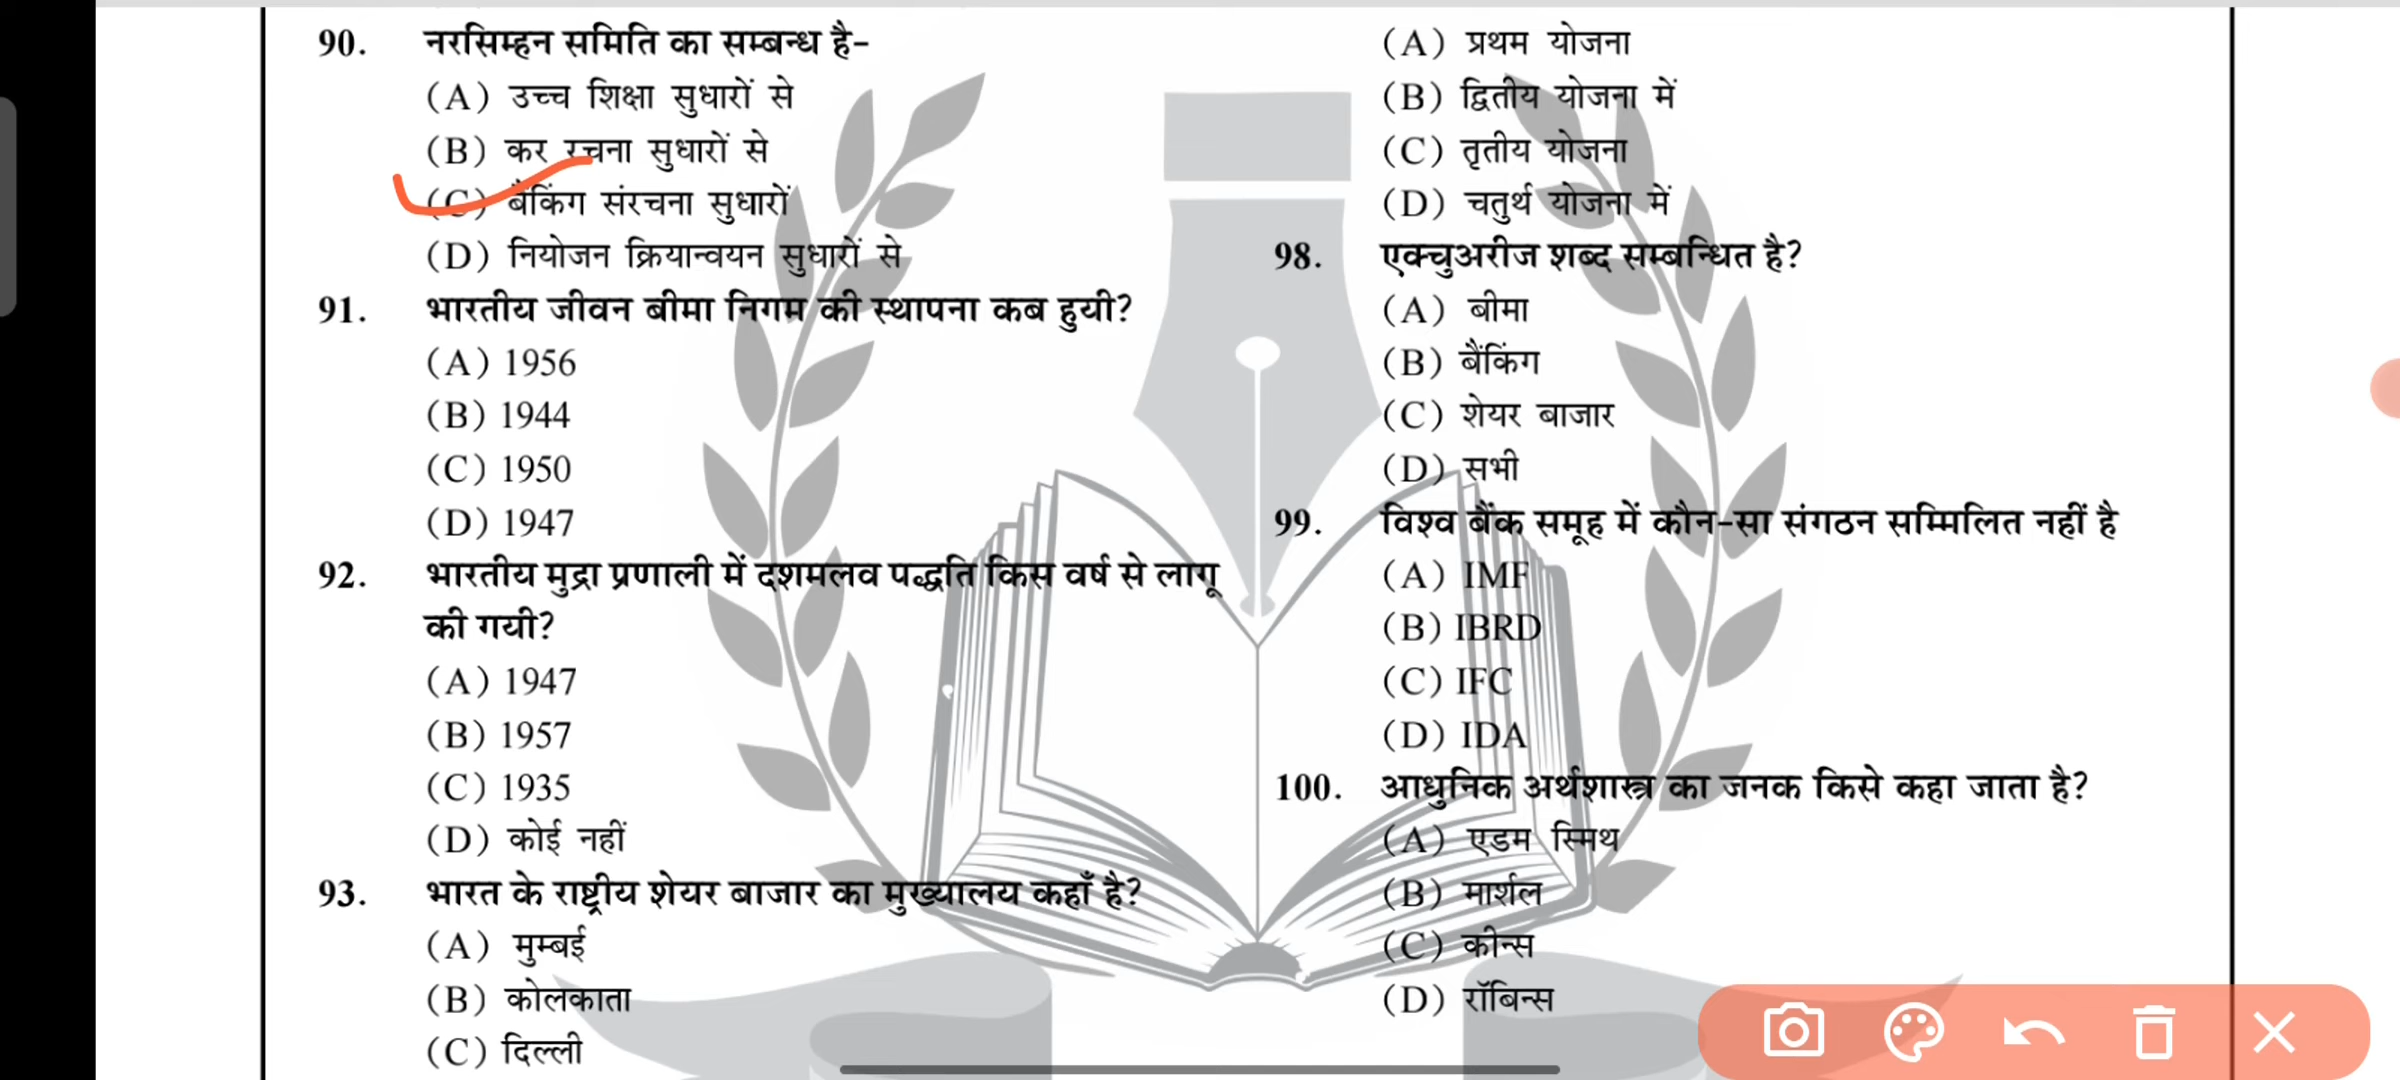 90. नरसिम्हन समिति का सम्बन्ध है-
(A) उच्च शिक्षा सुधारों से
(B) कर रचना सुधारों से
(C) बैंकिंग संरचना सुधारों
(D) नियोजन क्रियान्वयन सुधारों से
91. भारतीय जीवन बीमा निगम की स्थापना कब हुयी?
(A) 1956
(B) 1944
(C) 1950
(D) 1947
92. भारतीय मुद्रा प्रणाली में दशमलव पद्धति किस वर्ष से लागू
की गयी?
(A) 1947
(B) 1957
(C) 1935
(D) कोई नहीं
93. भारत के राष्ट्रीय शेयर बाजार का मुख्यालय कहाँ है?
(A) मुम्बई
(B) कोलकाता
(C) दिल्ली
(A) प्रथम योजना
(B) द्वितीय योजना में
(C) तृतीय योजना
(D) चतुर्थ योजना में
98. एक्चुअरीज शब्द सम्बन्धित है?
(A) बीमा
(B) बैंकिंग
(C) शेयर बाजार
(D) सभी
99. विश्व बैंक समूह में कौन-सा संगठन सम्मिलित नहीं है
(A) IMF
(B) IBRD
(C) IFC
(D) IDA
100. आधुनिक अर्थशास्त्र का जनक किसे कहा जाता है?
(A) एडम स्मिथ
(B) मार्शल
(C) कीन्स
(D) रॉबिन्स